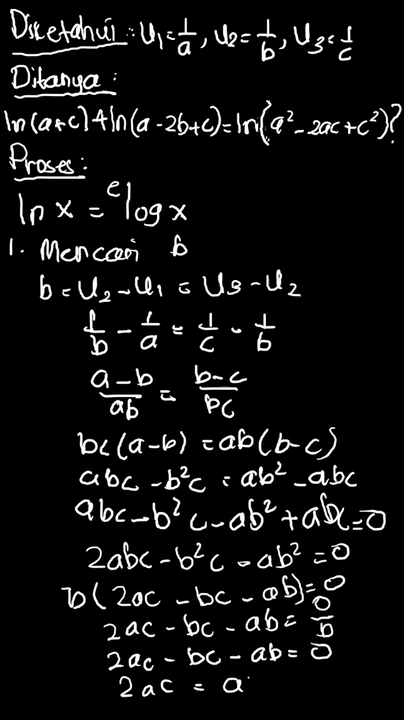 Diketahui: U₁=1/a, U₂=1/b, U₃=1/c
Ditanya:
ln(a+c)+ln(a-2b+c)=ln(a²-2ac+c²)?
Proses:
ln x = ᵉlog x
1. Mencari b
b = U₂ - U₁ = U₃ - U₂
1/b - 1/a = 1/c - 1/b
(a-b)/ab = (b-c)/bc
bc(a-b) = ab(b-c)
abc - b²c = ab² - abc
abc - b²c - ab² + abc = 0
2abc - b²c - ab² = 0
b(2ac - bc - ab) = 0
2ac - bc - ab = 0/b
2ac - bc - ab = 0
2ac = a